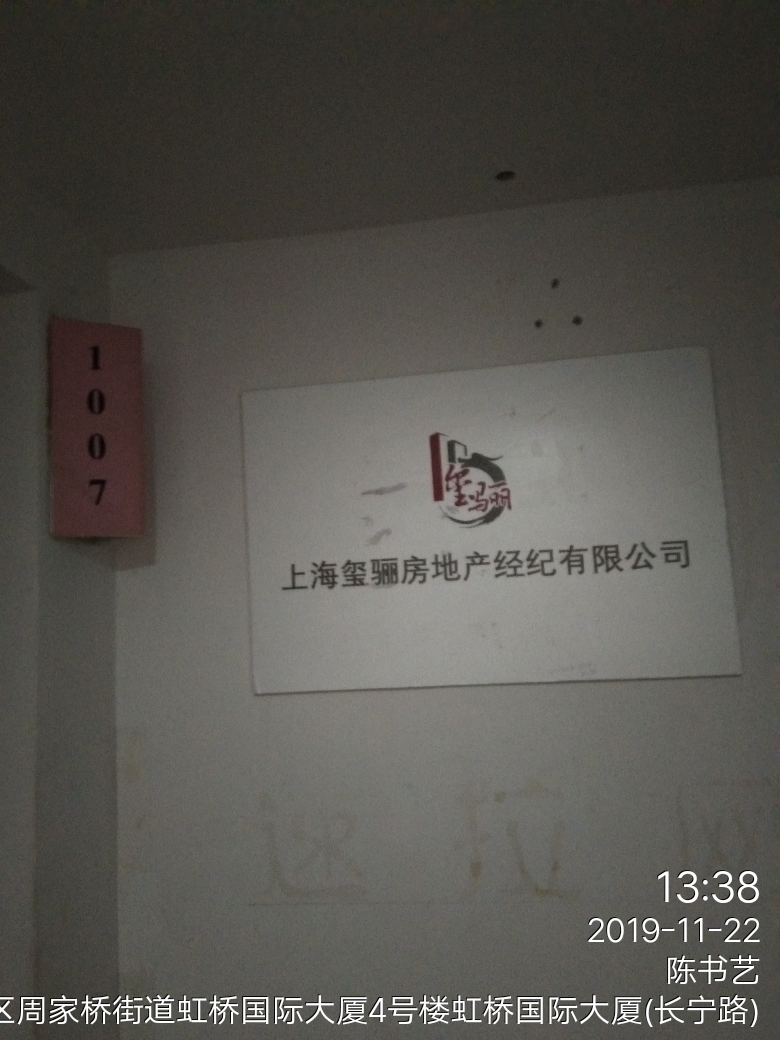 1007
玺骊
上海玺骊房地产经纪有限公司
13:38
2019-11-22
陈书艺
区周家桥街道虹桥国际大厦4号楼虹桥国际大厦(长宁路)